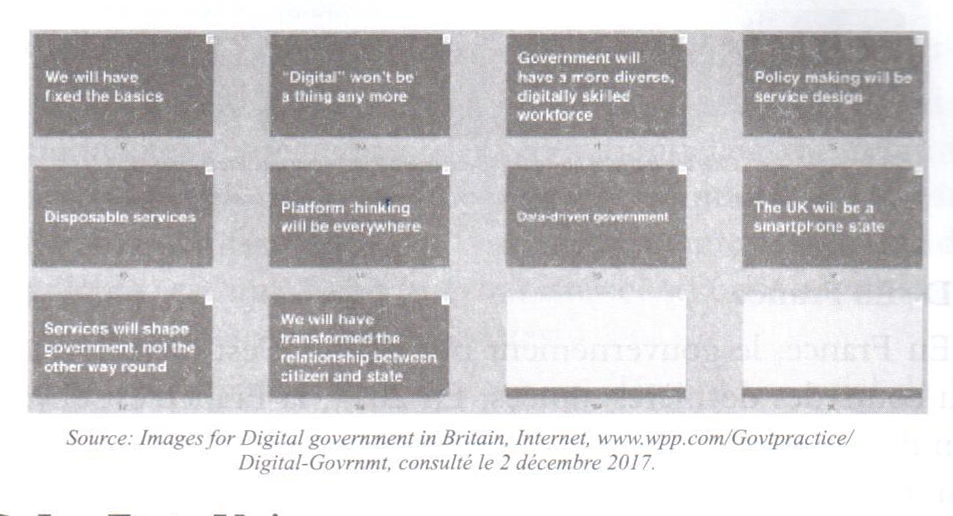 We will have
fixed the basics
"Digital" won't be
a thing any more
Government will
have a more diverse,
digitally skilled
workforce
Policy making will be
service design
Disposable services
Platform thinking
will be everywhere
Data-driven government
The UK will be a
smartphone state
Services will shape
government, not the
other way round
We will have
transformed the
relationship between
citizen and state
Source: Images for Digital government in Britain, Internet, www.wpp.com/Govtpractice/
Digital-Govrnmt, consulté le 2 décembre 2017.